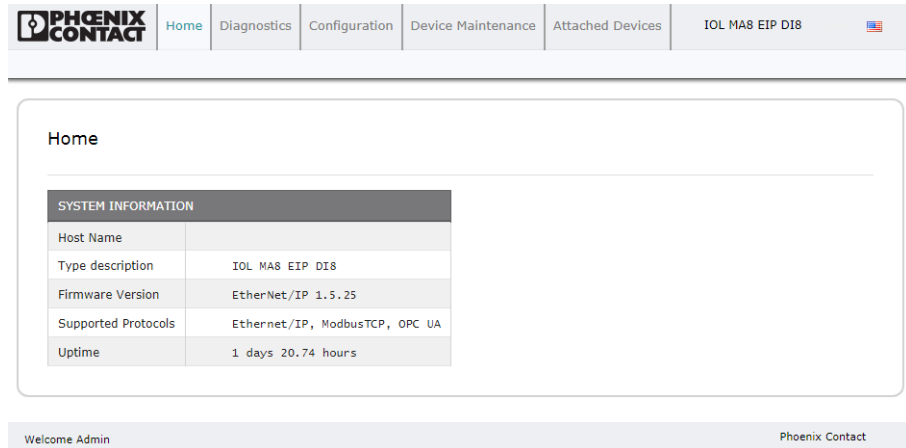 PHŒNIX
CONTACT
Home Diagnostics Configuration Device Maintenance Attached Devices IOL MA8 EIP DI8
Home
SYSTEM INFORMATION
Host Name
Type description IOL MA8 EIP DI8
Firmware Version EtherNet/IP 1.5.25
Supported Protocols Ethernet/IP, ModbusTCP, OPC UA
Uptime 1 days 20.74 hours
Welcome Admin Phoenix Contact